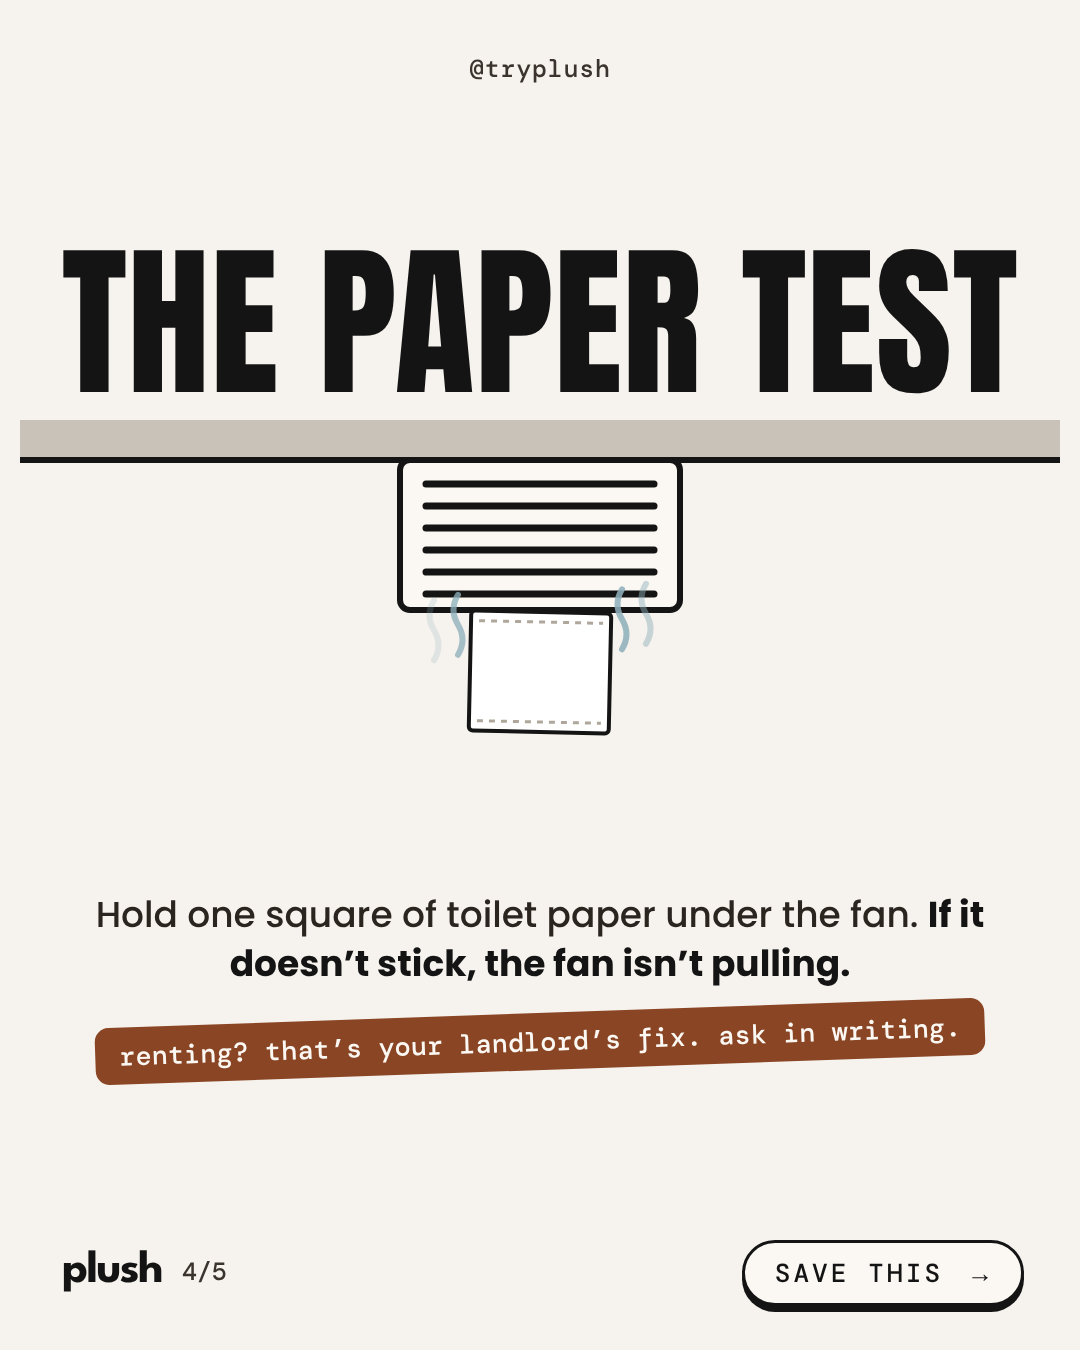 @tryplush
THE PAPER TEST
Hold one square of toilet paper under the fan. If it
doesn’t stick, the fan isn’t pulling.
renting? that’s your landlord’s fix. ask in writing.
plush 4/5
SAVE THIS →